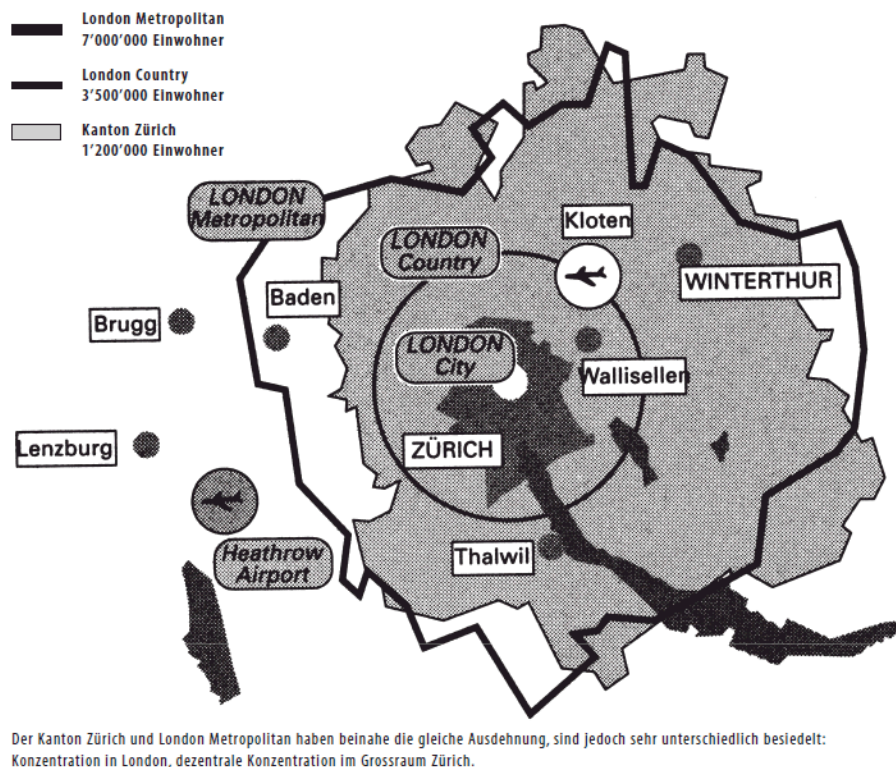 London Metropolitan
7’000’000 Einwohner
London Country
3’500’000 Einwohner
Kanton Zürich
1’200’000 Einwohner
LONDON
Metropolitan
LONDON
Country
Kloten
WINTERTHUR
Baden
Brugg
LONDON
City
Wallisellen
Lenzburg
ZÜRICH
Thalwil
Heathrow
Airport
Der Kanton Zürich und London Metropolitan haben beinahe die gleiche Ausdehnung, sind jedoch sehr unterschiedlich besiedelt:
Konzentration in London, dezentrale Konzentration im Grossraum Zürich.